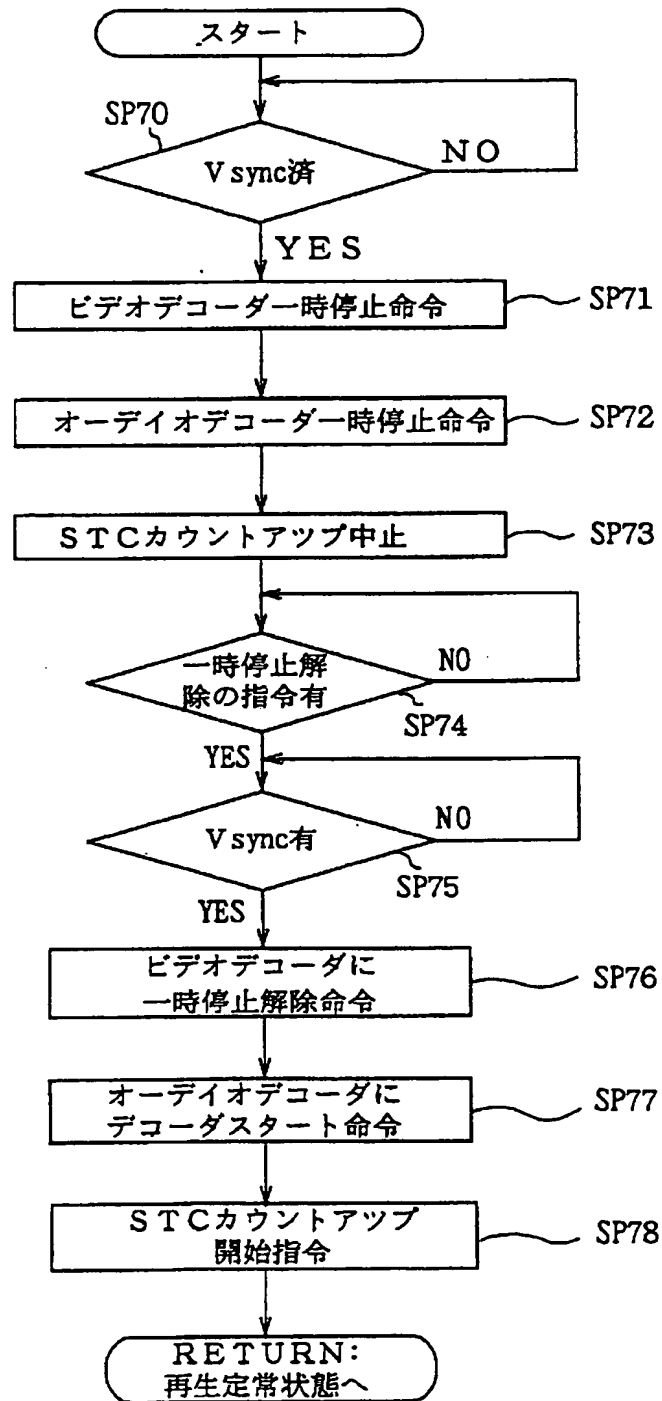 スタート
SP70
V sync済
NO
YES
ビデオデコーダ一時停止命令
SP71
オーデイオデコーダ一時停止命令
SP72
STCカウントアツプ中止
SP73
一時停止解
除の指令有
NO
SP74
YES
V sync有
NO
SP75
YES
ビデオデコーダに
一時停止解除命令
SP76
オーデイオデコーダに
デコーダスタート命令
SP77
STCカウントアツプ
開始指令
SP78
RETURN:
再生定常状態へ